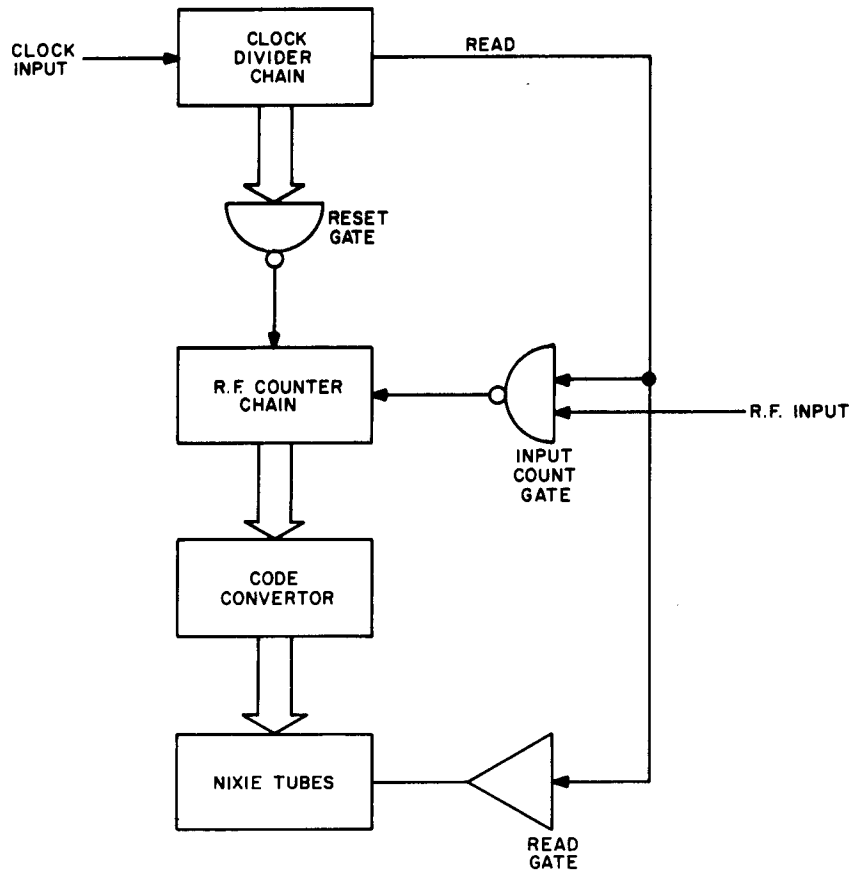 CLOCK
INPUT
CLOCK
DIVIDER
CHAIN
READ
RESET
GATE
R.F. COUNTER
CHAIN
R.F. INPUT
INPUT
COUNT
GATE
CODE
CONVERTOR
NIXIE TUBES
READ
GATE